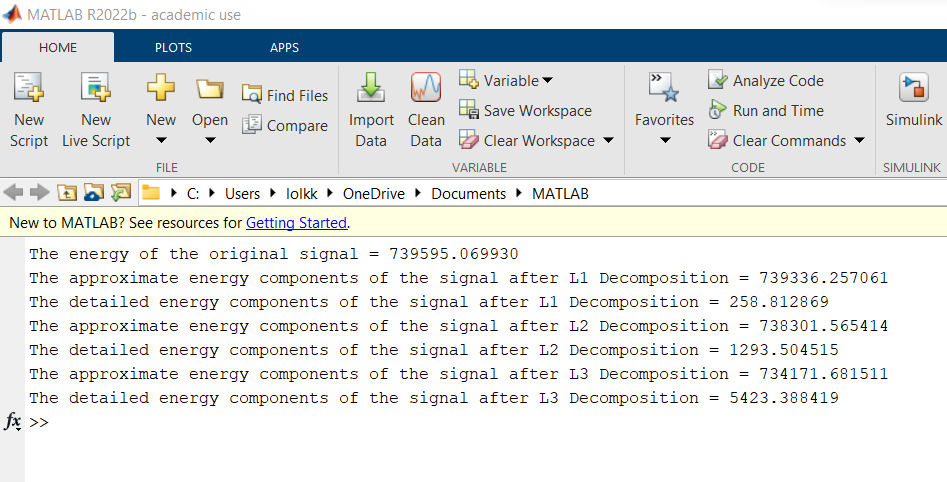 MATLAB R2022b - academic use
HOME PLOTS APPS
New Script
New Live Script
New
Open
Find Files
Compare
Import Data
Clean Data
Variable
Save Workspace
Clear Workspace
Favorites
Analyze Code
Run and Time
Clear Commands
Simulink
FILE VARIABLE CODE SIMULINK
C: Users lolkk OneDrive Documents MATLAB
New to MATLAB? See resources for Getting Started.
The energy of the original signal = 739595.069930
The approximate energy components of the signal after L1 Decomposition = 739336.257061
The detailed energy components of the signal after L1 Decomposition = 258.812869
The approximate energy components of the signal after L2 Decomposition = 738301.565414
The detailed energy components of the signal after L2 Decomposition = 1293.504515
The approximate energy components of the signal after L3 Decomposition = 734171.681511
The detailed energy components of the signal after L3 Decomposition = 5423.388419
fx >>